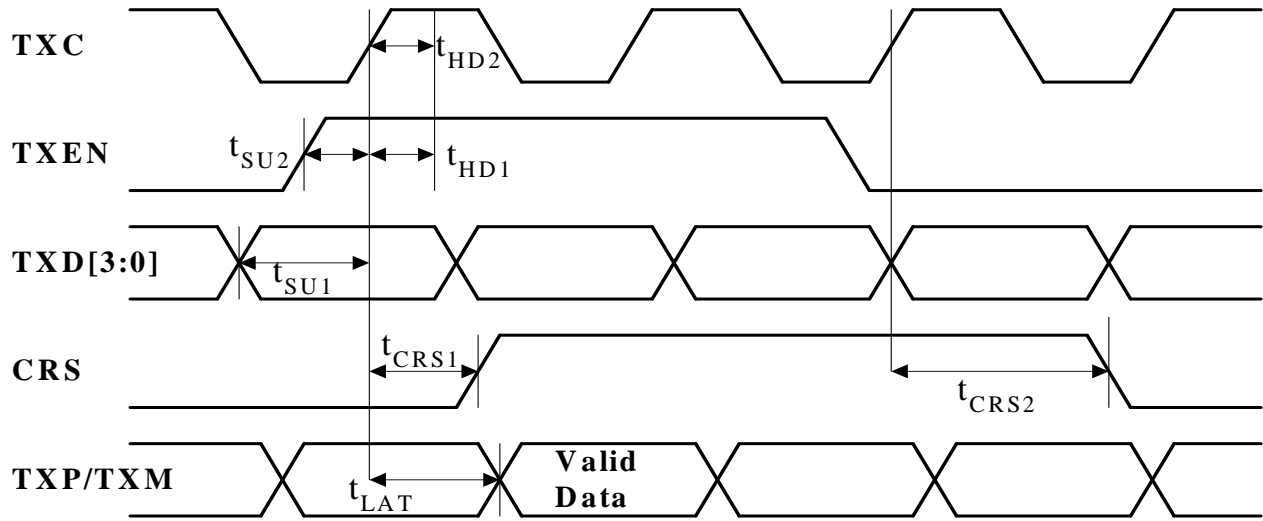 TXC
tHD2
TXEN
tSU2
tHD1
TXD[3:0]
tSU1
CRS
tCRS1
tCRS2
TXP/TXM
tLAT
Valid
Data